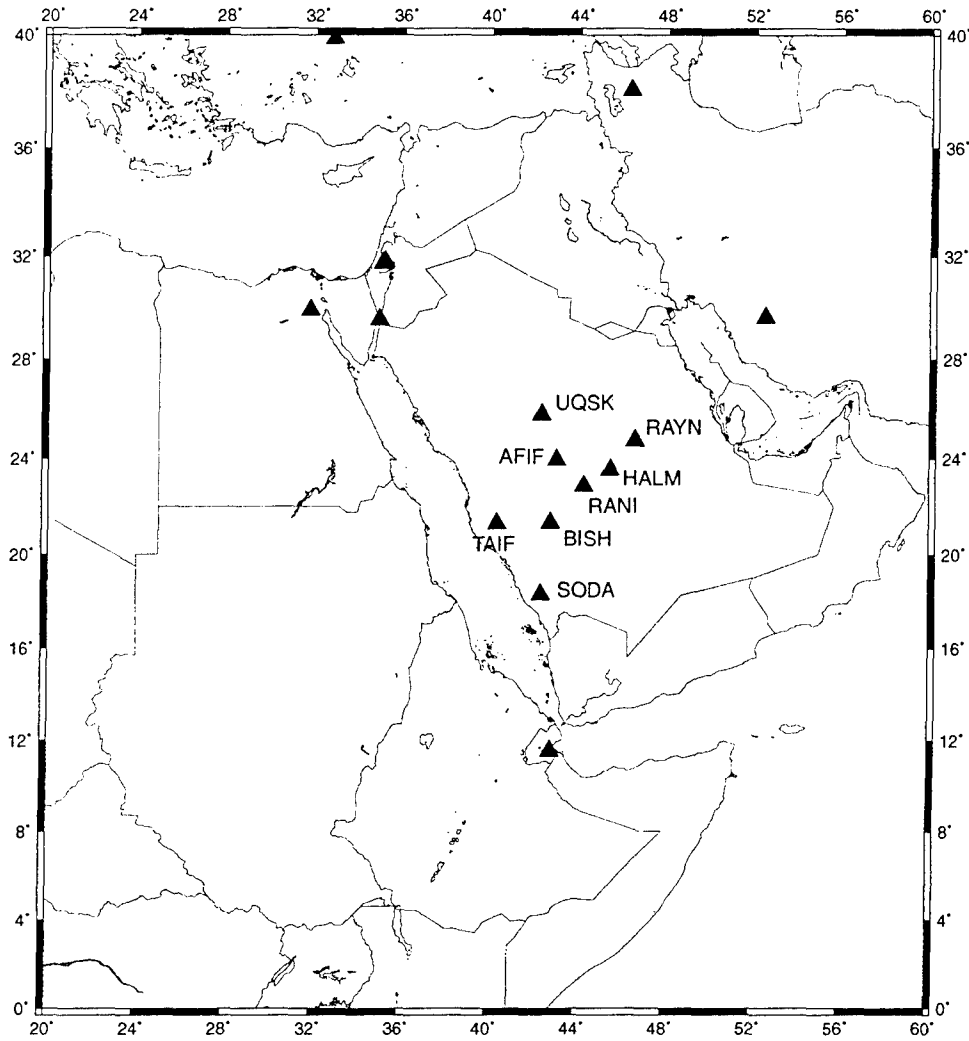 20° 24° 28° 32° 36° 40° 44° 48° 52° 56° 60°
40° 40°
36° 36°
32° 32°
28° 28°
UQSK
RAYN
AFIF
24° 24°
HALM
RANI
TAIF BISH
20° 20°
SODA
16° 16°
12° 12°
8° 8°
4° 4°
0° 0°
20° 24° 28° 32° 36° 40° 44° 48° 52° 56° 60°